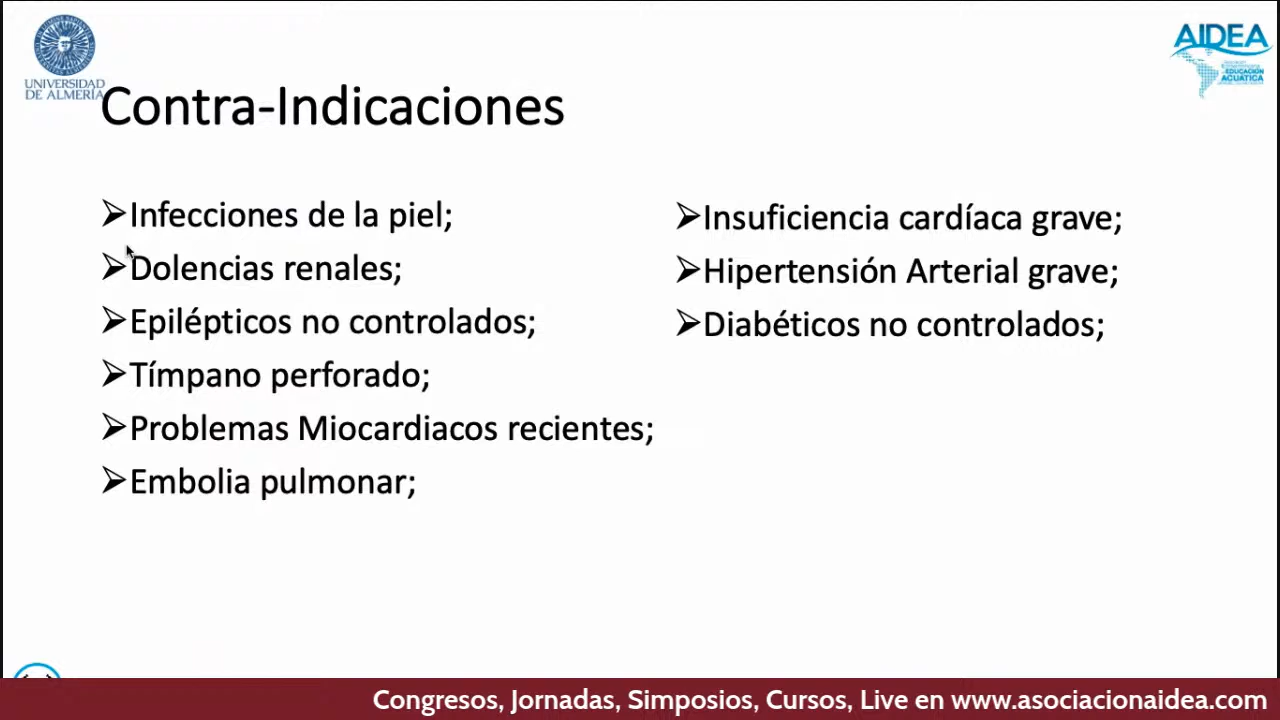 UNIVERSIDAD
DE ALMERÍA
AIDEA
EDUCACIÓN
ACUÁTICA
Contra-Indicaciones
Infecciones de la piel;
Dolencias renales;
Epilépticos no controlados;
Tímpano perforado;
Problemas Miocardiacos recientes;
Embolia pulmonar;
Insuficiencia cardíaca grave;
Hipertensión Arterial grave;
Diabéticos no controlados;
Congresos, Jornadas, Simposios, Cursos, Live en www.asociacionaidea.com